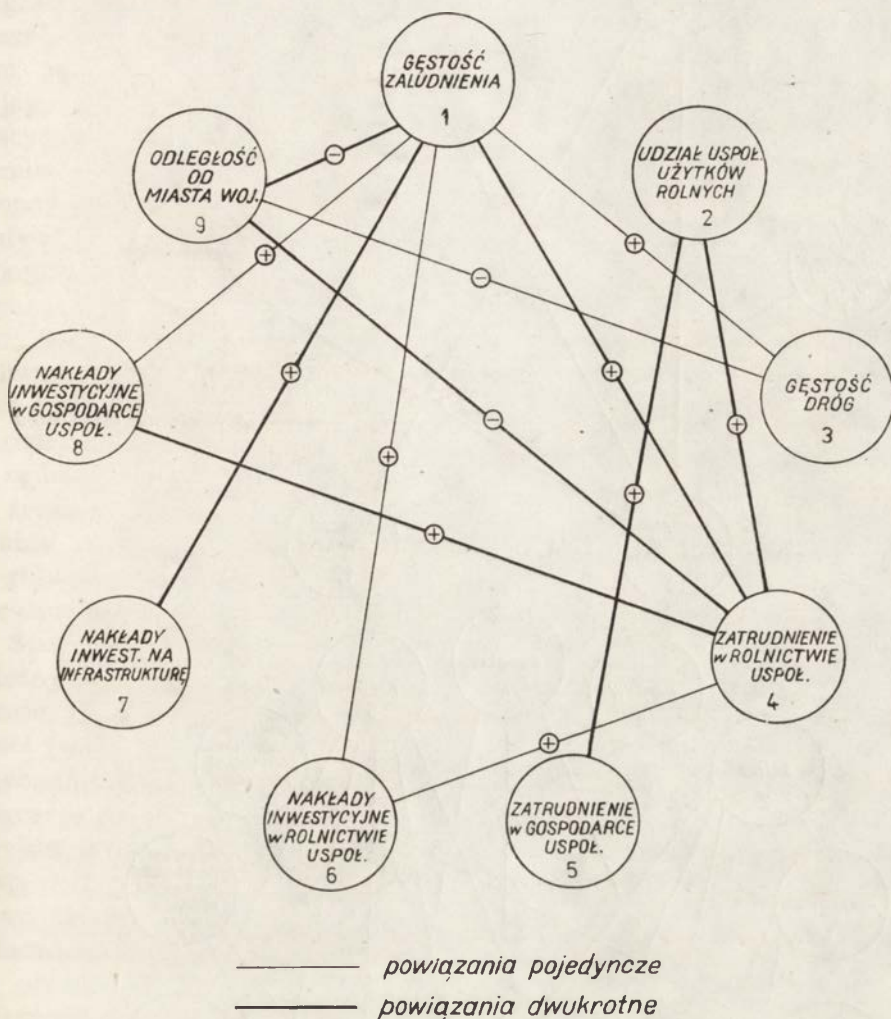 GĘSTOŚĆ
ZALUDNIENIA
1
ODLEGŁOŚĆ
OD
MIASTA WOJ.
9
UDZIAŁ USPOŁ.
UŻYTKÓW
ROLNYCH
2
NAKŁADY
INWESTYCYJNE
w GOSPODARCE
USPOŁ.
8
GĘSTOŚĆ
DRÓG
3
NAKŁADY
INWEST. NA
INFRASTRUKTURĘ
7
ZATRUDNIENIE
w ROLNICTWIE
USPOŁ.
4
NAKŁADY
INWESTYCYJNE
w ROLNICTWIE
USPOŁ.
6
ZATRUDNIENIE
w GOSPODARCE
USPOŁ.
5
−
+
+
−
+
+
−
+
+
+
+
+
powiązania pojedyncze
powiązania dwukrotne